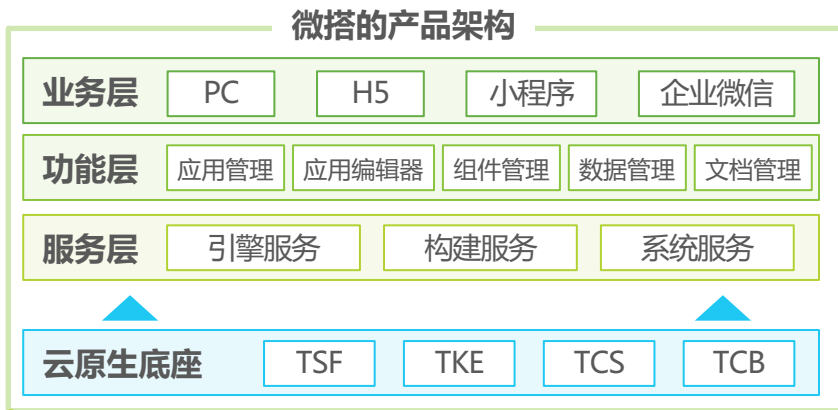 微搭的产品架构
业务层 PC H5 小程序 企业微信
功能层 应用管理 应用编辑器 组件管理 数据管理 文档管理
服务层 引擎服务 构建服务 系统服务
云原生底座 TSF TKE TCS TCB